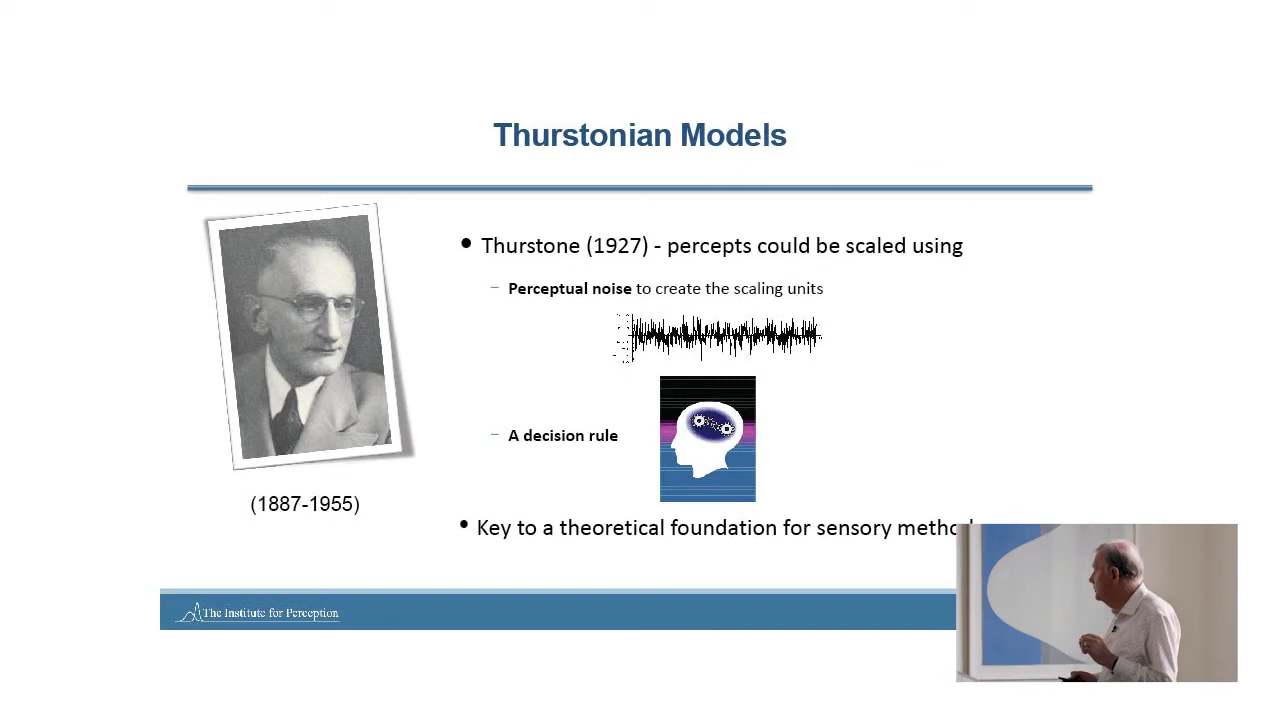 Thurstonian Models
• Thurstone (1927) - percepts could be scaled using
– Perceptual noise to create the scaling units
– A decision rule
(1887-1955)
• Key to a theoretical foundation for sensory method
The Institute for Perception